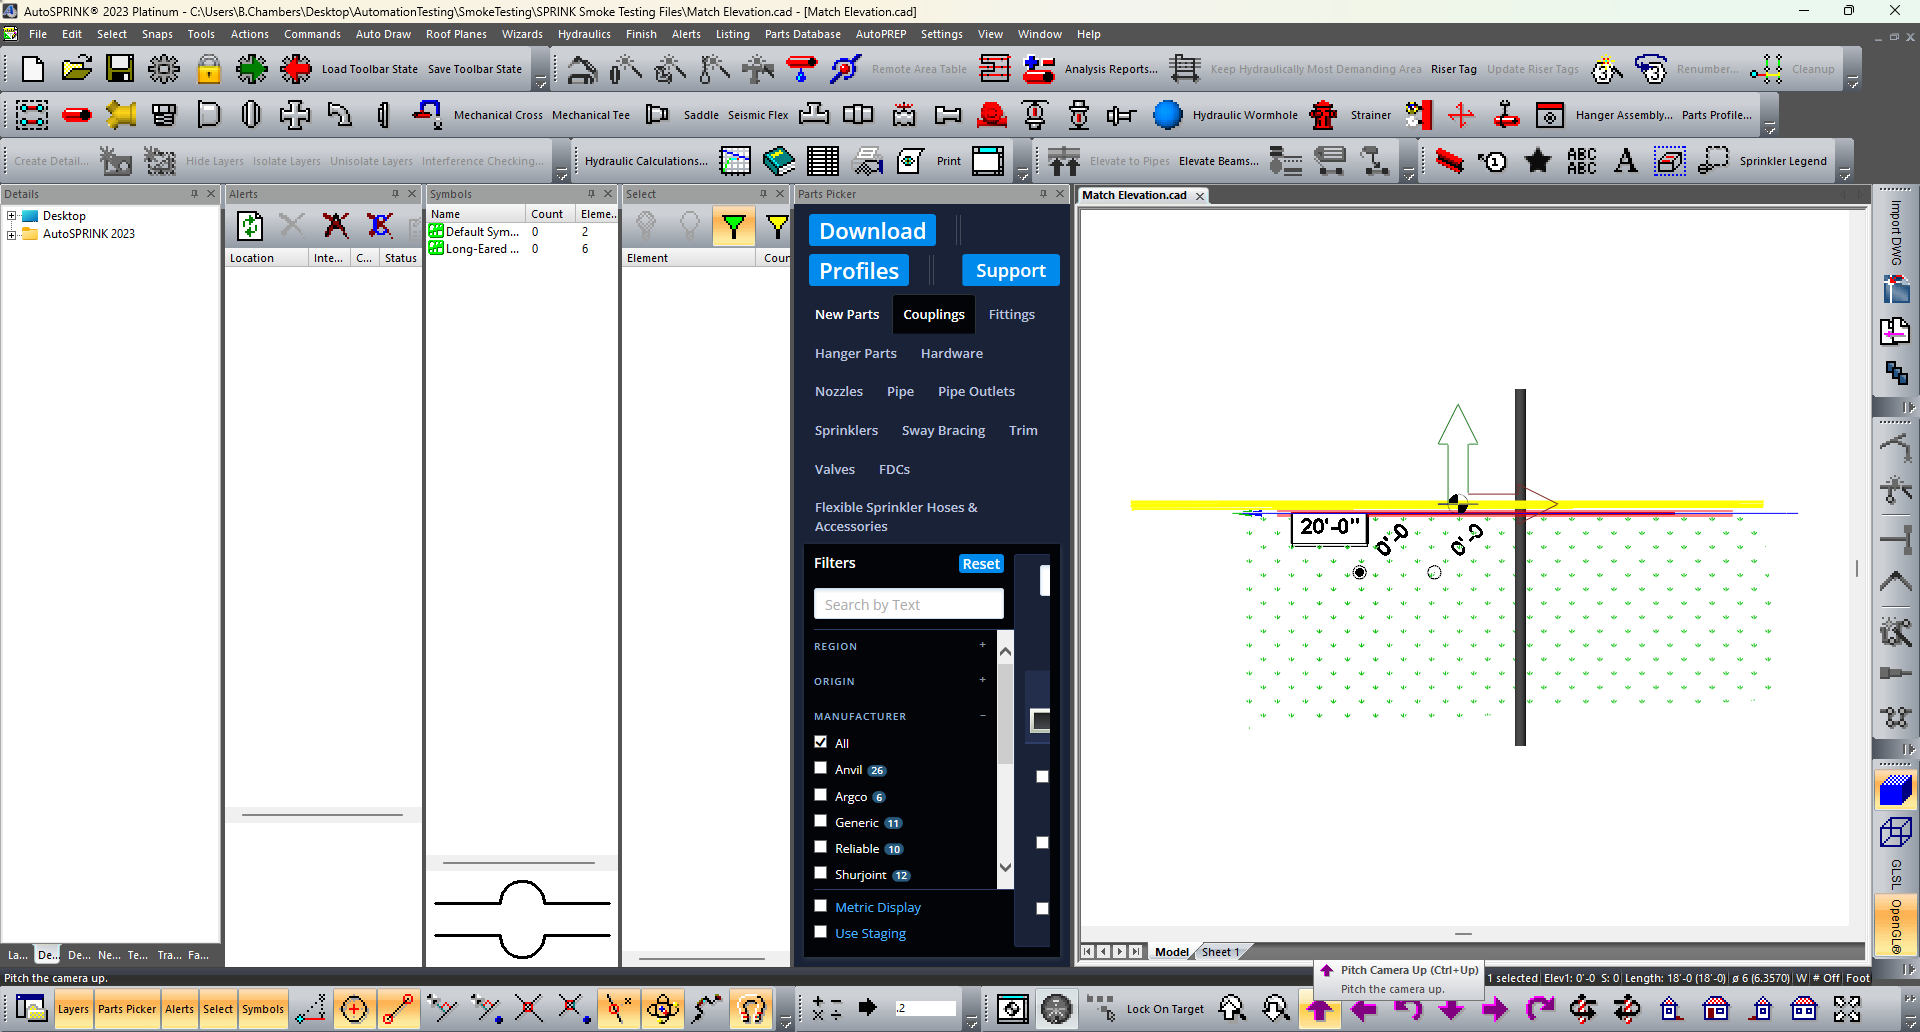 AutoSPRINK® 2023 Platinum - C:\Users\B.Chambers\Desktop\AutomationTesting\SmokeTesting\SPRINK Smoke Testing Files\Match Elevation.cad - [Match Elevation.cad]
File Edit Select Snaps Tools Actions Commands Auto Draw Roof Planes Wizards Hydraulics Finish Alerts Listing Parts Database AutoPREP Settings View Window Help
Load Toolbar State Save Toolbar State Remote Area Table Analysis Reports... Keep Hydraulically Most Demanding Area Riser Tag Update Riser Tags 3 3 Renumber... Cleanup
Mechanical Cross Mechanical Tee Saddle Seismic Flex Hydraulic Wormhole Strainer Hanger Assembly... Parts Profile...
Create Detail... Hide Layers Isolate Layers Unisolate Layers Interference Checking... Hydraulic Calculations... Print Elevate to Pipes Elevate Beams... 1 ABC ABC A Sprinkler Legend
Details Alerts Symbols Select Parts Picker
Match Elevation.cad
Desktop
AutoSPRINK 2023
Location Inte... C... Status
Name Count Eleme..
Default Sym... 0 2
Long-Eared ... 0 6
Element Coun
Download
Profiles Support
New Parts Couplings Fittings
Hanger Parts Hardware
Nozzles Pipe Pipe Outlets
Sprinklers Sway Bracing Trim
Valves FDCs
Flexible Sprinkler Hoses &
Accessories
Filters Reset
Search by Text
REGION +
ORIGIN +
MANUFACTURER −
All
Anvil 26
Argco 6
Generic 11
Reliable 10
Shurjoint 12
Metric Display
Use Staging
20'-0"
0'-0
0'-0
Import DWG
GLSL
OpenGL®
La... De... De... Ne... Te... Tra... Fa...
Model Sheet 1
Pitch the camera up.
Pitch Camera Up (Ctrl+Up)
Pitch the camera up.
1 selected Elev1: 0'-0 S: 0 Length: 18'-0 (18'-0) ø 6 (6.3570) W # Off Foot
Layers Parts Picker Alerts Select Symbols .2 Lock On Target